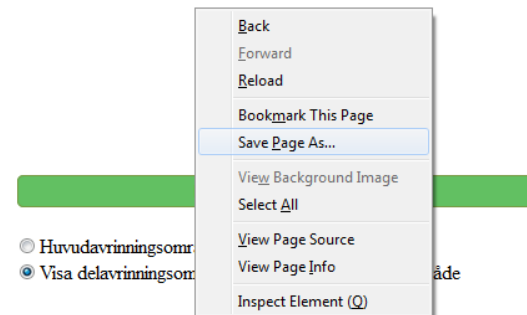 Back
Forward
Reload
Bookmark This Page
Save Page As...
View Background Image
Select All
View Page Source
View Page Info
Inspect Element (Q)
Huvudavrinningsområ
Visa delavrinningsom åde